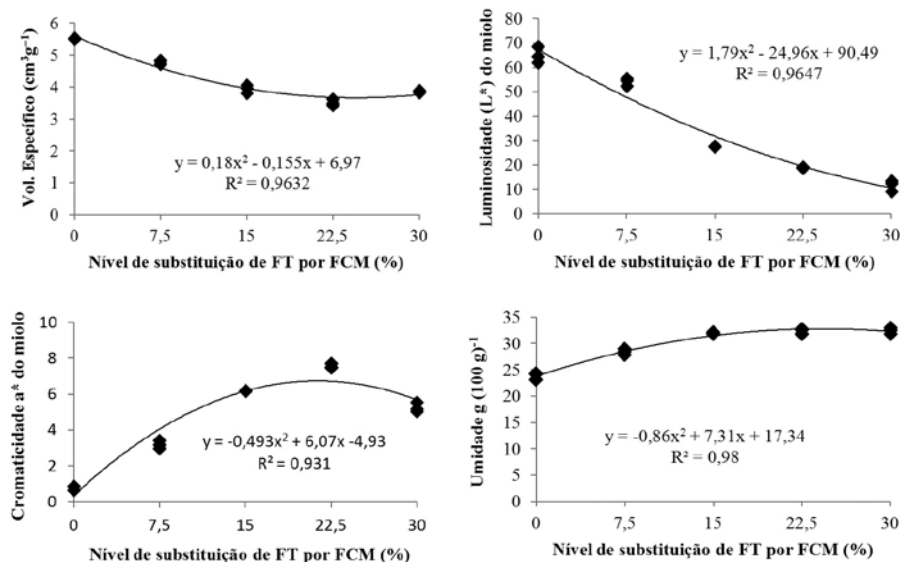 Vol. Específico (cm³g⁻¹)
6
5
4
3
2
1
0
y = 0,18x² - 0,155x + 6,97
R² = 0,9632
0 7,5 15 22,5 30
Nível de substituição de FT por FCM (%)
Luminosidade (L*) do miolo
80
70
60
50
40
30
20
10
0
y = 1,79x² - 24,96x + 90,49
R² = 0,9647
0 7,5 15 22,5 30
Nível de substituição de FT por FCM (%)
Cromaticidade a* do miolo
10
8
6
4
2
0
y = -0,493x² + 6,07x -4,93
R² = 0,931
0 7,5 15 22,5 30
Nível de substituição de FT por FCM (%)
Umidade g (100 g)⁻¹
35
30
25
20
15
10
5
0
y = -0,86x² + 7,31x + 17,34
R² = 0,98
0 7,5 15 22,5 30
Nível de substituição de FT por FCM (%)